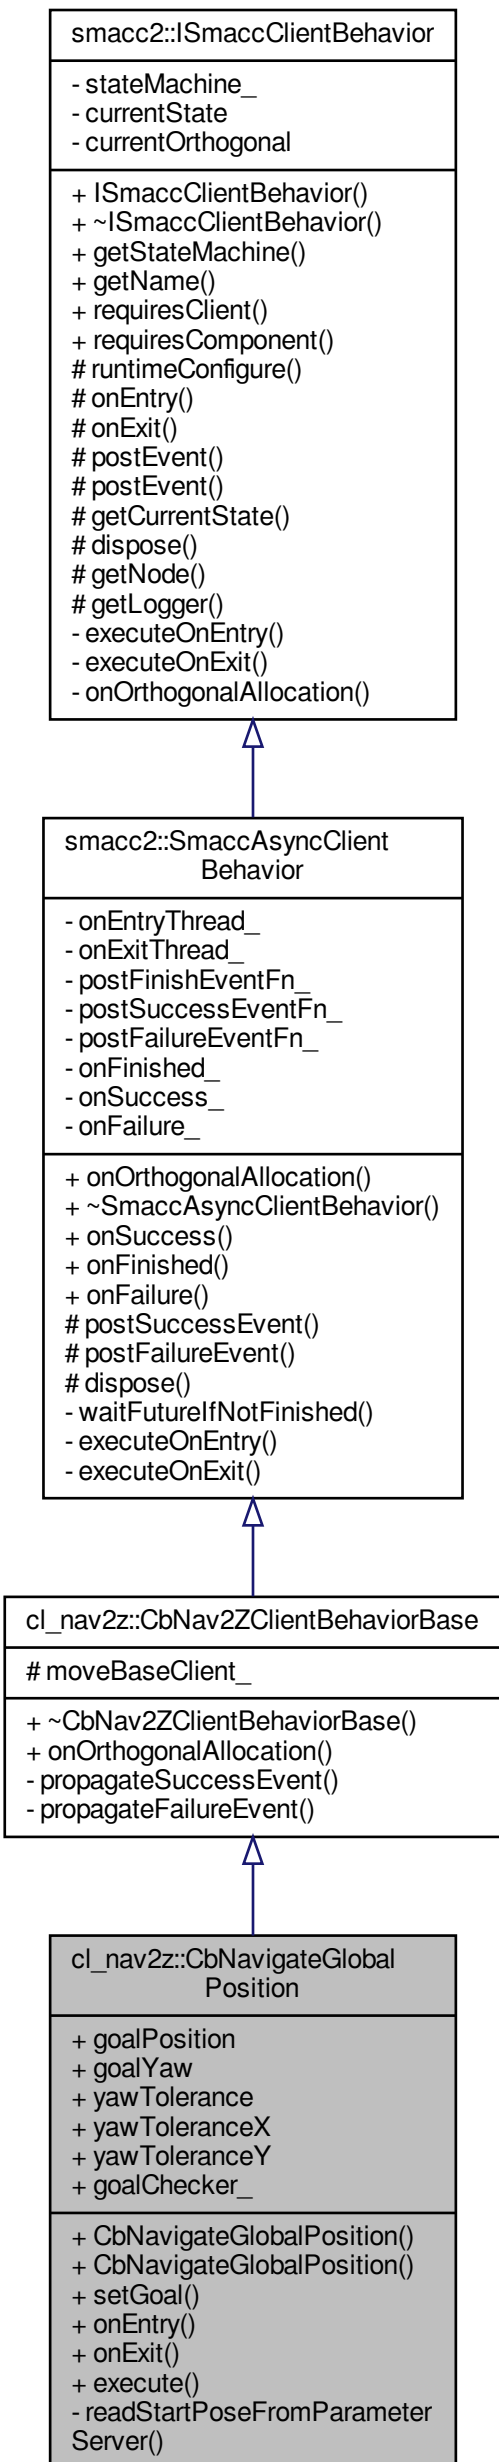 smacc2::ISmaccClientBehavior
- stateMachine_
- currentState
- currentOrthogonal
+ ISmaccClientBehavior()
+ ~ISmaccClientBehavior()
+ getStateMachine()
+ getName()
+ requiresClient()
+ requiresComponent()
# runtimeConfigure()
# onEntry()
# onExit()
# postEvent()
# postEvent()
# getCurrentState()
# dispose()
# getNode()
# getLogger()
- executeOnEntry()
- executeOnExit()
- onOrthogonalAllocation()
smacc2::SmaccAsyncClient
Behavior
- onEntryThread_
- onExitThread_
- postFinishEventFn_
- postSuccessEventFn_
- postFailureEventFn_
- onFinished_
- onSuccess_
- onFailure_
+ onOrthogonalAllocation()
+ ~SmaccAsyncClientBehavior()
+ onSuccess()
+ onFinished()
+ onFailure()
# postSuccessEvent()
# postFailureEvent()
# dispose()
- waitFutureIfNotFinished()
- executeOnEntry()
- executeOnExit()
cl_nav2z::CbNav2ZClientBehaviorBase
# moveBaseClient_
+ ~CbNav2ZClientBehaviorBase()
+ onOrthogonalAllocation()
- propagateSuccessEvent()
- propagateFailureEvent()
cl_nav2z::CbNavigateGlobal
Position
+ goalPosition
+ goalYaw
+ yawTolerance
+ yawToleranceX
+ yawToleranceY
+ goalChecker_
+ CbNavigateGlobalPosition()
+ CbNavigateGlobalPosition()
+ setGoal()
+ onEntry()
+ onExit()
+ execute()
- readStartPoseFromParameter
Server()